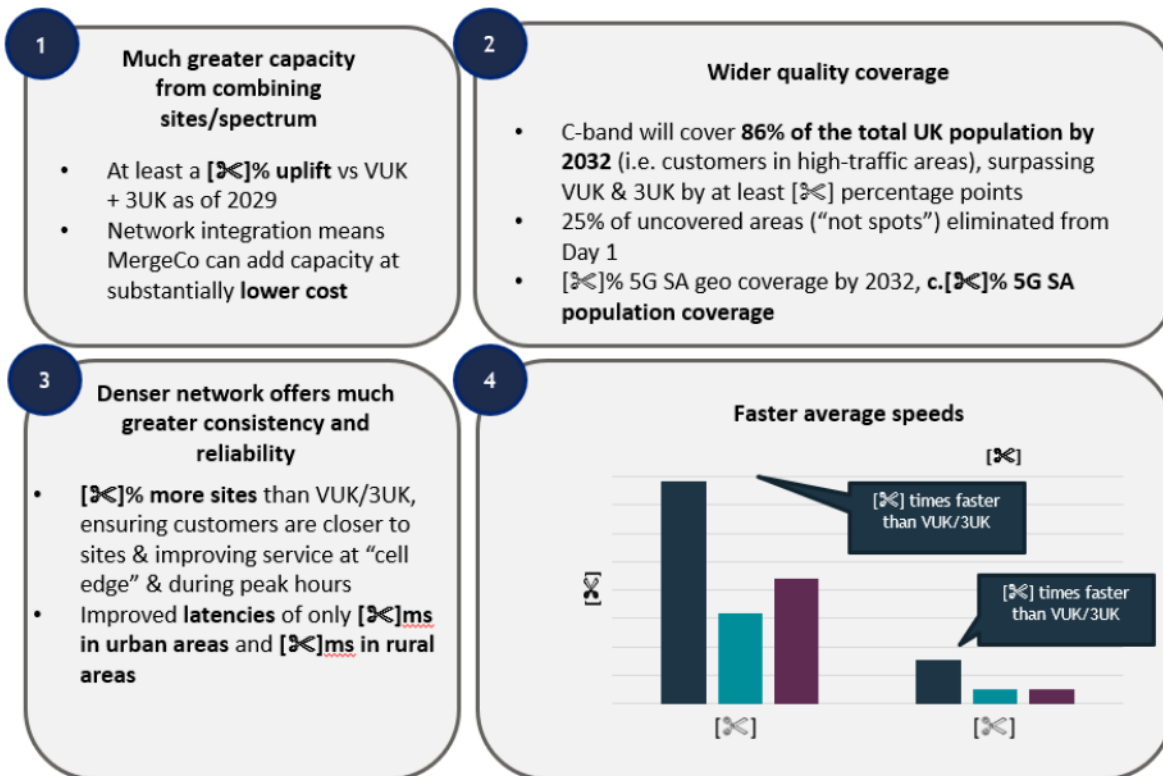 1
Much greater capacity
from combining
sites/spectrum
• At least a [✂]% uplift vs VUK
+ 3UK as of 2029
• Network integration means
MergeCo can add capacity at
substantially lower cost
2
Wider quality coverage
• C-band will cover 86% of the total UK population by
2032 (i.e. customers in high-traffic areas), surpassing
VUK & 3UK by at least [✂] percentage points
• 25% of uncovered areas (“not spots”) eliminated from
Day 1
• [✂]% 5G SA geo coverage by 2032, c.[✂]% 5G SA
population coverage
3
Denser network offers much
greater consistency and
reliability
• [✂]% more sites than VUK/3UK,
ensuring customers are closer to
sites & improving service at “cell
edge” & during peak hours
• Improved latencies of only [✂]ms
in urban areas and [✂]ms in rural
areas
4
Faster average speeds
[✂]
[✂] times faster
than VUK/3UK
[✂]
[✂] times faster
than VUK/3UK
[✂]
[✂]